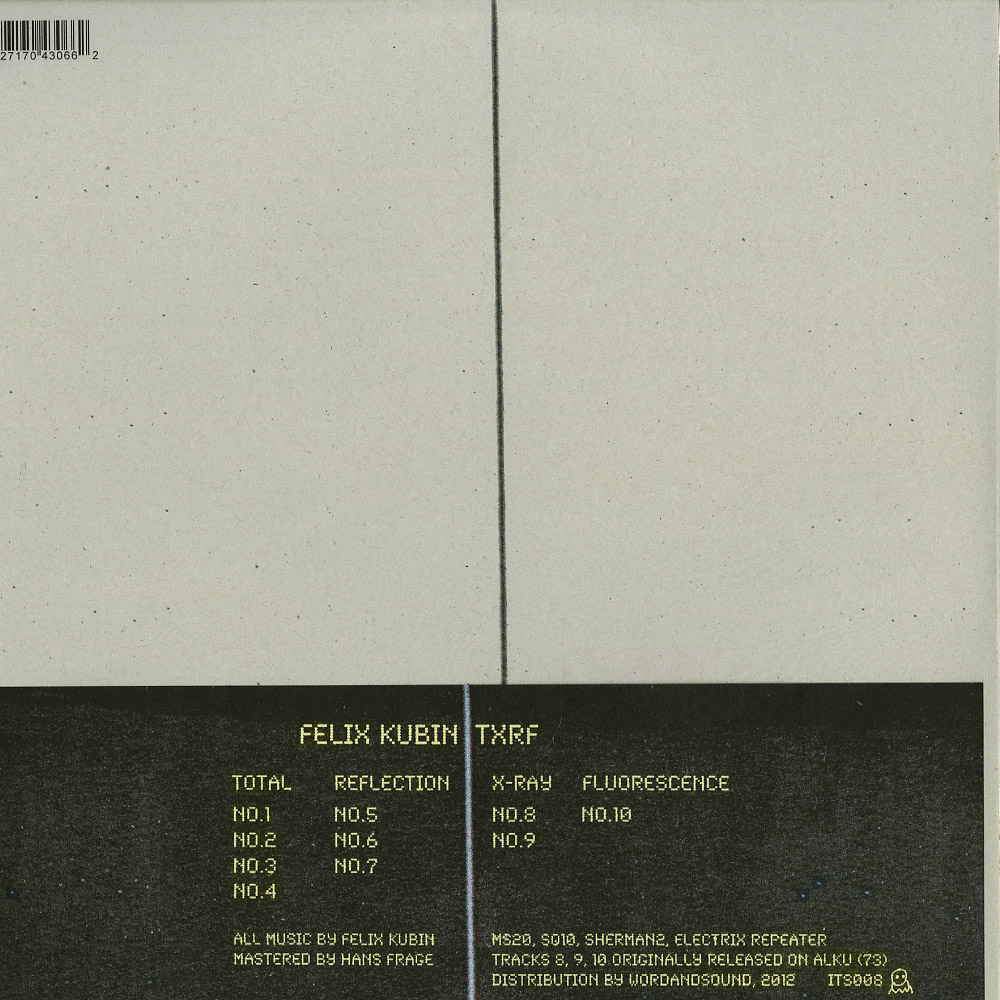 27170 43066 2
FELIX KUBIN TXRF
TOTAL REFLECTION X-RAY FLUORESCENCE
NO.1 NO.5 NO.8 NO.10
NO.2 NO.6 NO.9
NO.3 NO.7
NO.4
ALL MUSIC BY FELIX KUBIN
MASTERED BY HANS FRAGE
MS20, SQ10, SHERMAN2, ELECTRIX REPEATER
TRACKS 8, 9, 10 ORIGINALLY RELEASED ON ALKU (73)
DISTRIBUTION BY WORDANDSOUND, 2012 ITS008